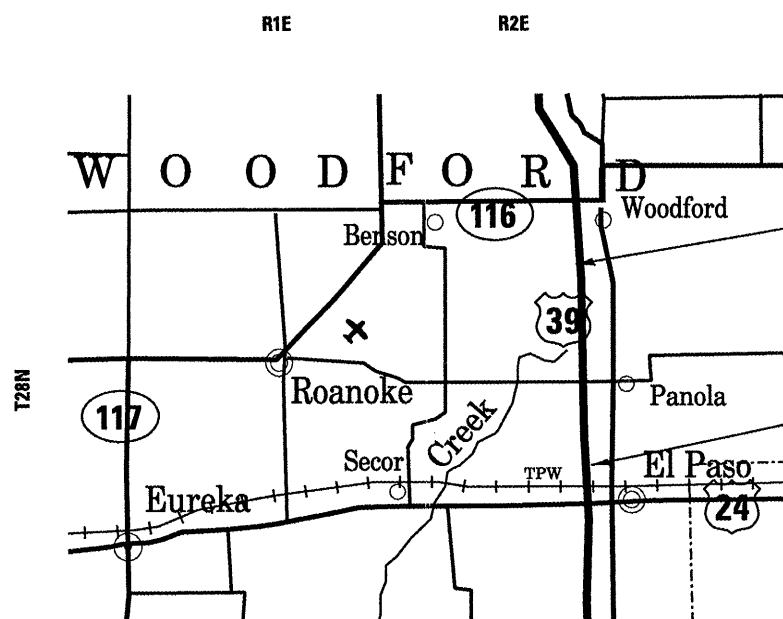 R1E R2E
W O O D F O R D
116
Woodford
Benson
39
T28N
Roanoke
Panola
117
Creek
Secor
El Paso
TPW
Eureka
24